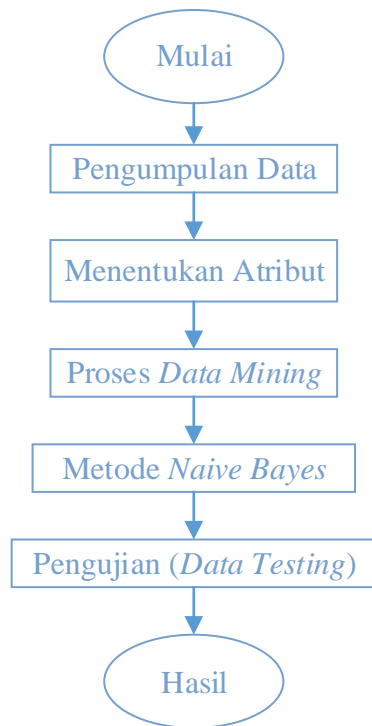 Mulai
Pengumpulan Data
Menentukan Atribut
Proses Data Mining
Metode Naive Bayes
Pengujian (Data Testing)
Hasil